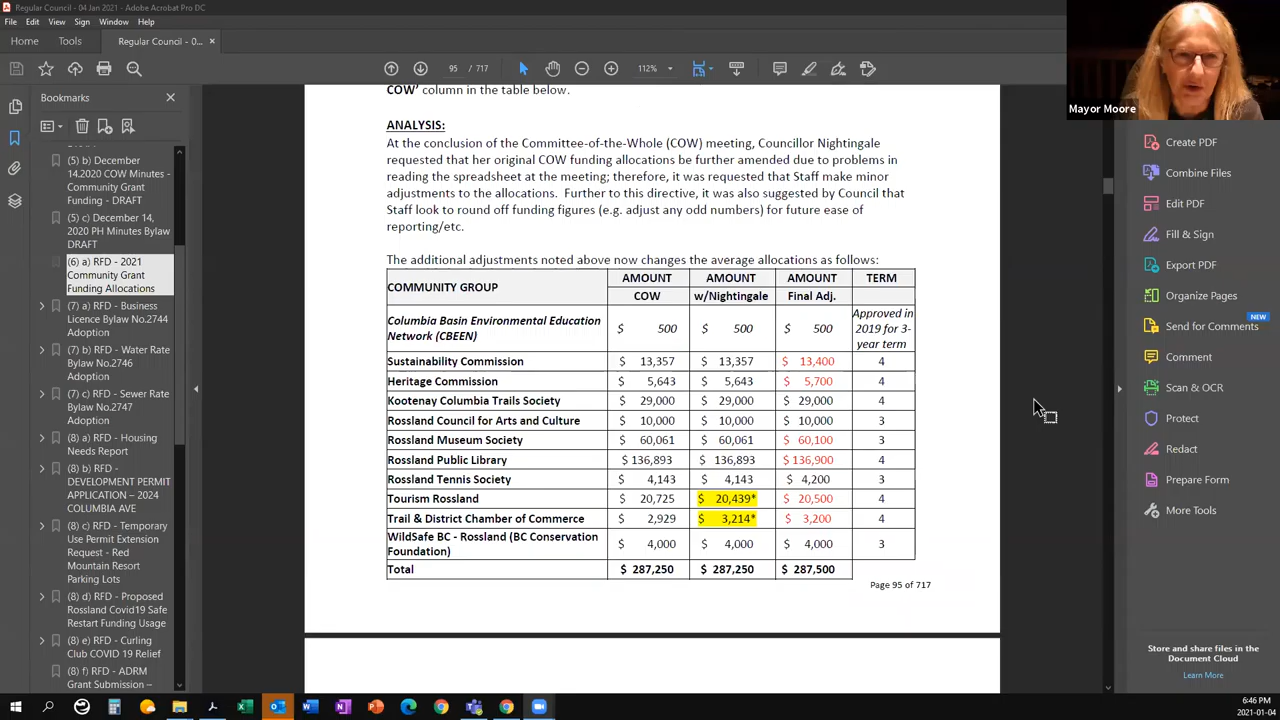 Regular Council - 04 Jan 2021 - Adobe Acrobat Pro DC
File Edit View Sign Window Help
Home Tools Regular Council - 0... ×
95 / 717 112%
Mayor Moore
Bookmarks
(5) b) December
14.2020 COW Minutes -
Community Grant
Funding - DRAFT
(5) c) December 14,
2020 PH Minutes Bylaw
DRAFT
(6) a) RFD - 2021
Community Grant
Funding Allocations
(7) a) RFD - Business
Licence Bylaw No.2744
Adoption
(7) b) RFD - Water Rate
Bylaw No.2746
Adoption
(7) c) RFD - Sewer Rate
Bylaw No.2747
Adoption
(8) a) RFD - Housing
Needs Report
(8) b) RFD -
DEVELOPMENT PERMIT
APPLICATION – 2024
COLUMBIA AVE
(8) c) RFD - Temporary
Use Permit Extension
Request - Red
Mountain Resort
Parking Lots
(8) d) RFD - Proposed
Rossland Covid19 Safe
Restart Funding Usage
(8) e) RFD - Curling
Club COVID 19 Relief
(8) f) RFD - ADRM
Grant Submission –
COW' column in the table below.
ANALYSIS:
At the conclusion of the Committee-of-the-Whole (COW) meeting, Councillor Nightingale
requested that her original COW funding allocations be further amended due to problems in
reading the spreadsheet at the meeting; therefore, it was requested that Staff make minor
adjustments to the allocations. Further to this directive, it was also suggested by Council that
Staff look to round off funding figures (e.g. adjust any odd numbers) for future ease of
reporting/etc.
The additional adjustments noted above now changes the average allocations as follows:
COMMUNITY GROUP AMOUNT COW AMOUNT w/Nightingale AMOUNT Final Adj. TERM
Columbia Basin Environmental Education
Network (CBEEN) $ 500 $ 500 $ 500 Approved in
2019 for 3-
year term
Sustainability Commission $ 13,357 $ 13,357 $ 13,400 4
Heritage Commission $ 5,643 $ 5,643 $ 5,700 4
Kootenay Columbia Trails Society $ 29,000 $ 29,000 $ 29,000 4
Rossland Council for Arts and Culture $ 10,000 $ 10,000 $ 10,000 3
Rossland Museum Society $ 60,061 $ 60,061 $ 60,100 3
Rossland Public Library $ 136,893 $ 136,893 $ 136,900 4
Rossland Tennis Society $ 4,143 $ 4,143 $ 4,200 3
Tourism Rossland $ 20,725 $ 20,439* $ 20,500 4
Trail & District Chamber of Commerce $ 2,929 $ 3,214* $ 3,200 4
WildSafe BC - Rossland (BC Conservation
Foundation) $ 4,000 $ 4,000 $ 4,000 3
Total $ 287,250 $ 287,250 $ 287,500
Page 95 of 717
Create PDF
Combine Files
Edit PDF
Fill & Sign
Export PDF
Organize Pages
NEW
Send for Comments
Comment
Scan & OCR
Protect
Redact
Prepare Form
More Tools
Store and share files in the
Document Cloud
Learn More
6:46 PM
2021-01-04